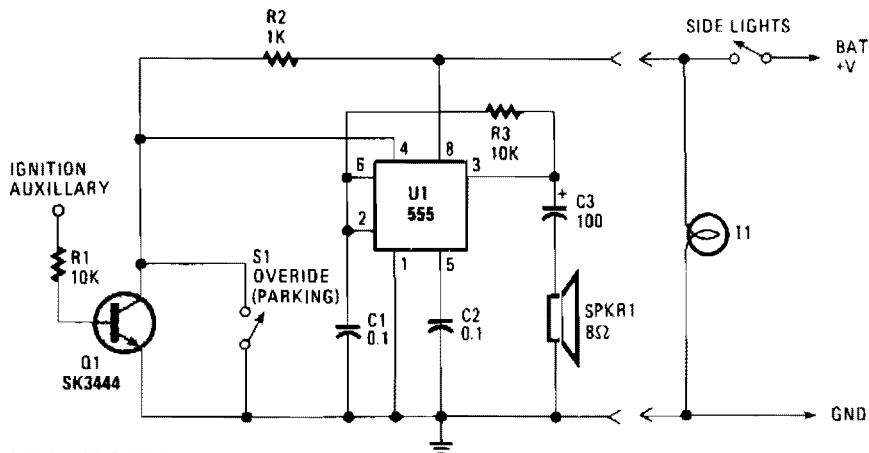 R2
1K
SIDE LIGHTS
BAT
+V
R3
10K
4
8
3
6
2
1
5
U1
555
+
C3
100
IGNITION
AUXILLARY
R1
10K
S1
OVERIDE
(PARKING)
I1
C1
0.1
C2
0.1
SPKR1
8Ω
Q1
SK3444
GND